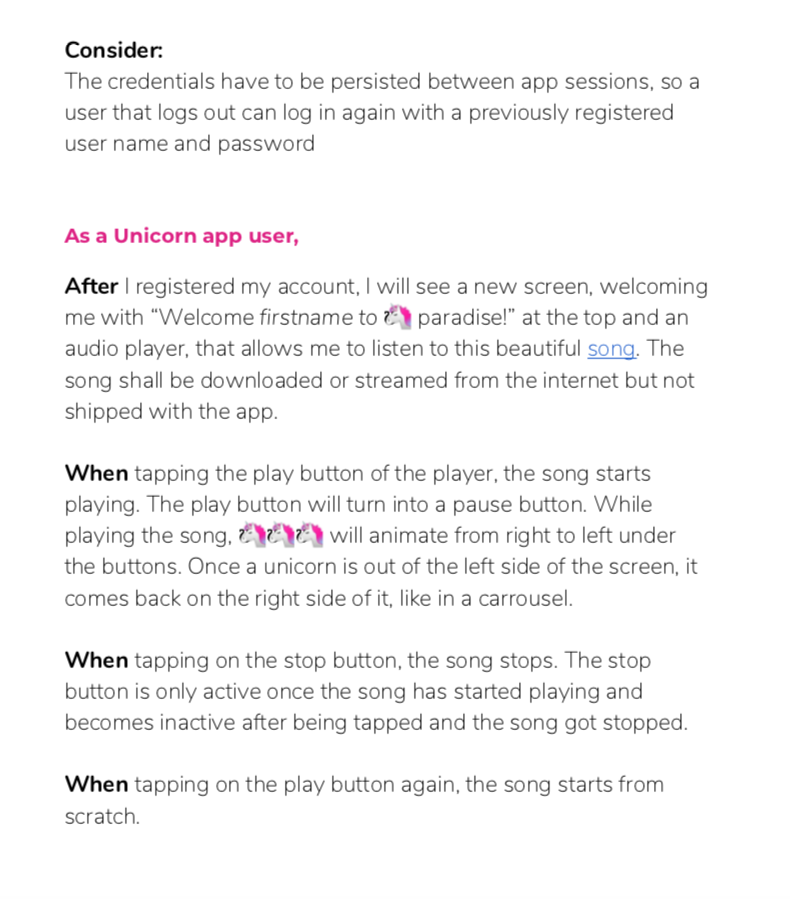 Consider:
The credentials have to be persisted between app sessions, so a
user that logs out can log in again with a previously registered
user name and password
As a Unicorn app user,
After I registered my account, I will see a new screen, welcoming
me with “Welcome firstname to 🦄 paradise!” at the top and an
audio player, that allows me to listen to this beautiful song. The
song shall be downloaded or streamed from the internet but not
shipped with the app.
When tapping the play button of the player, the song starts
playing. The play button will turn into a pause button. While
playing the song, 🦄🦄🦄 will animate from right to left under
the buttons. Once a unicorn is out of the left side of the screen, it
comes back on the right side of it, like in a carrousel.
When tapping on the stop button, the song stops. The stop
button is only active once the song has started playing and
becomes inactive after being tapped and the song got stopped.
When tapping on the play button again, the song starts from
scratch.